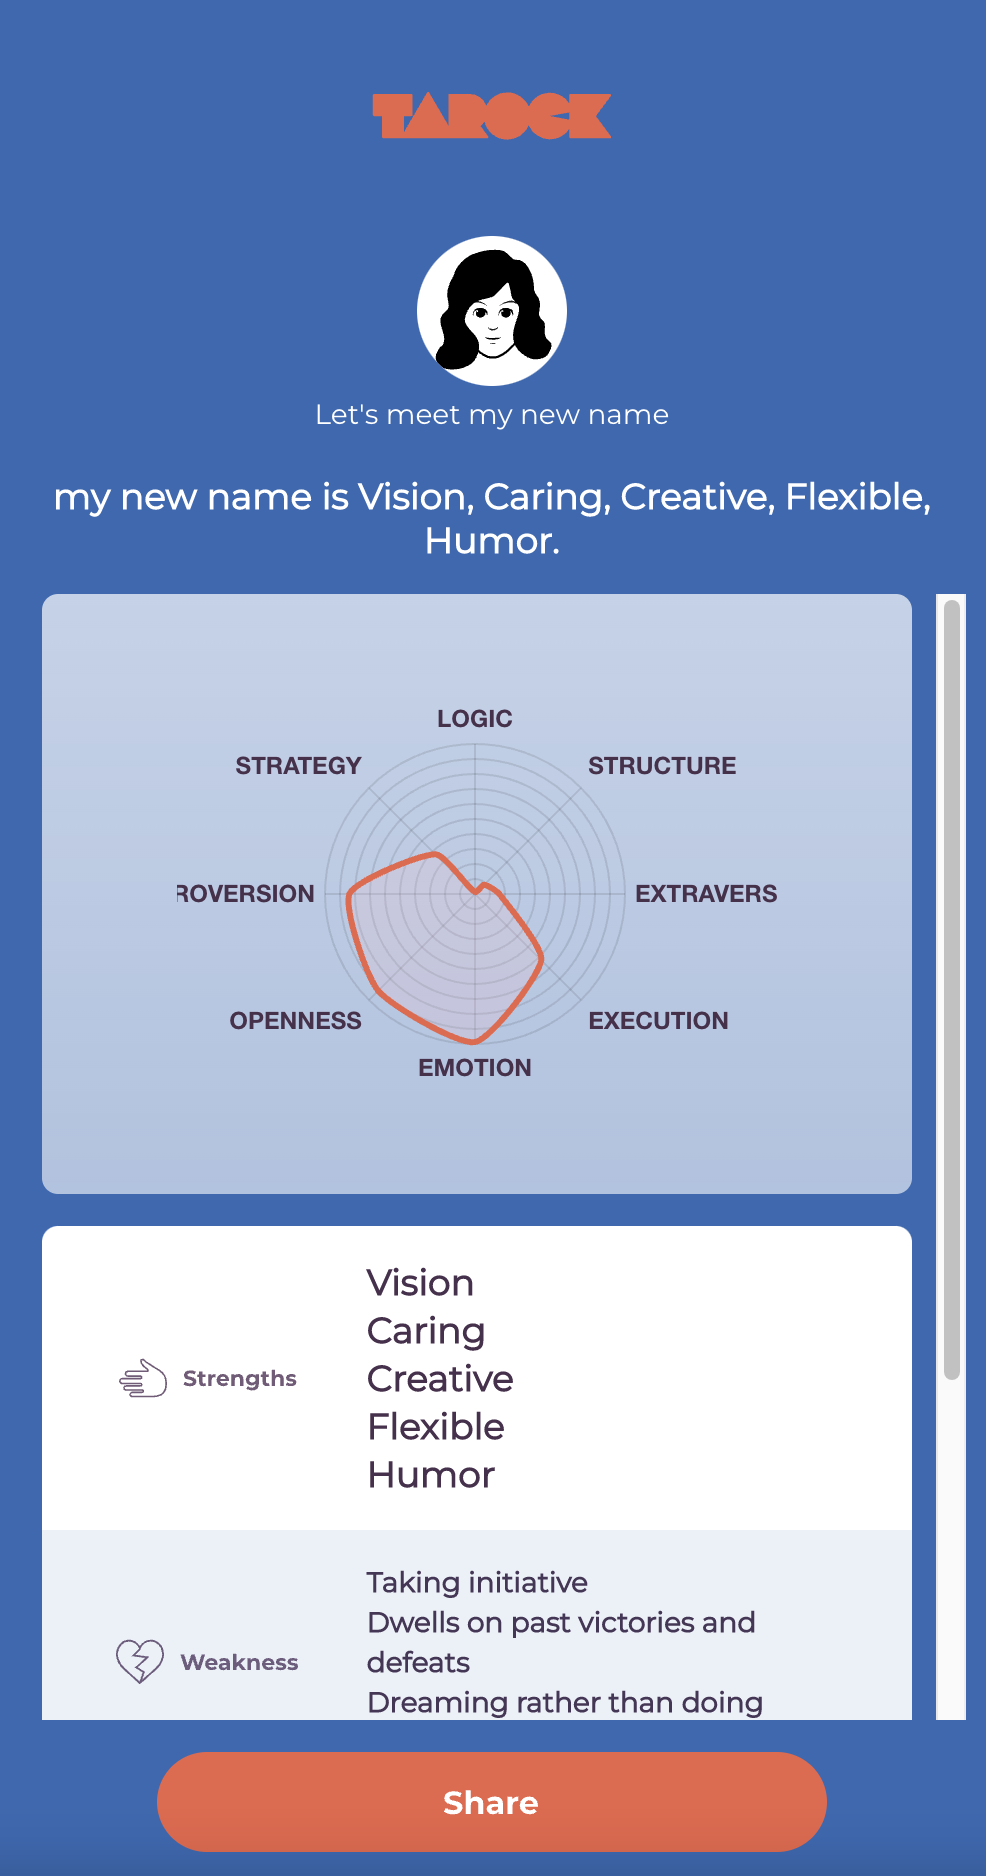 TAROCK
Let's meet my new name
my new name is Vision, Caring, Creative, Flexible,
Humor.
LOGIC
STRATEGY
STRUCTURE
ROVERSION
EXTRAVERS
OPENNESS
EXECUTION
EMOTION
Strengths
Vision
Caring
Creative
Flexible
Humor
Weakness
Taking initiative
Dwells on past victories and
defeats
Dreaming rather than doing
Share